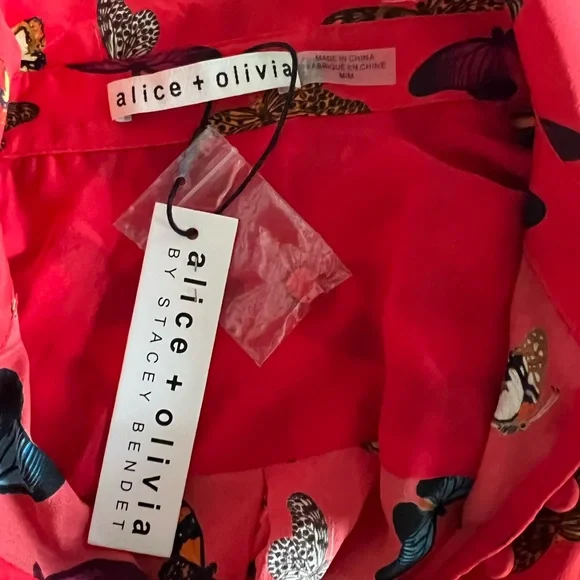 alice + olivia
MADE IN CHINA
FABRIQUE EN CHINE
M/M
alice + olivia
BY STACEY BENDET